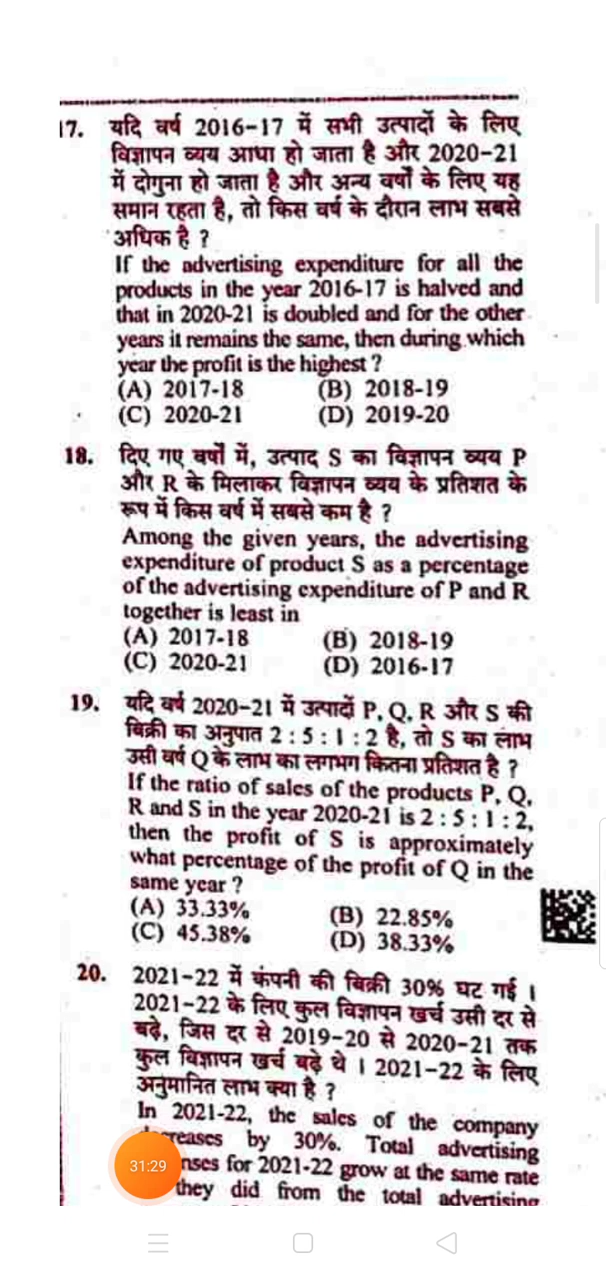 17. यदि वर्ष 2016-17 में सभी उत्पादों के लिए
विज्ञापन व्यय आधा हो जाता है और 2020-21
में दोगुना हो जाता है और अन्य वर्षों के लिए यह
समान रहता है, तो किस वर्ष के दौरान लाभ सबसे
अधिक है ?
If the advertising expenditure for all the
products in the year 2016-17 is halved and
that in 2020-21 is doubled and for the other
years it remains the same, then during which
year the profit is the highest ?
(A) 2017-18 (B) 2018-19
(C) 2020-21 (D) 2019-20
18. दिए गए वर्षों में, उत्पाद S का विज्ञापन व्यय P
और R के मिलाकर विज्ञापन व्यय के प्रतिशत के
रूप में किस वर्ष में सबसे कम है ?
Among the given years, the advertising
expenditure of product S as a percentage
of the advertising expenditure of P and R
together is least in
(A) 2017-18 (B) 2018-19
(C) 2020-21 (D) 2016-17
19. यदि वर्ष 2020-21 में उत्पादों P, Q, R और S की
बिक्री का अनुपात 2 : 5 : 1 : 2 है, तो S का लाभ
उसी वर्ष Q के लाभ का लगभग कितना प्रतिशत है ?
If the ratio of sales of the products P, Q,
R and S in the year 2020-21 is 2 : 5 : 1 : 2,
then the profit of S is approximately
what percentage of the profit of Q in the
same year ?
(A) 33.33% (B) 22.85%
(C) 45.38% (D) 38.33%
20. 2021-22 में कंपनी की बिक्री 30% घट गई ।
2021-22 के लिए कुल विज्ञापन खर्च उसी दर से
बढ़े, जिस दर से 2019-20 से 2020-21 तक
कुल विज्ञापन खर्च बढ़े थे । 2021-22 के लिए
अनुमानित लाभ क्या है ?
In 2021-22, the sales of the company
reases by 30%. Total advertising
31:29 nses for 2021-22 grow at the same rate
they did from the total advertising